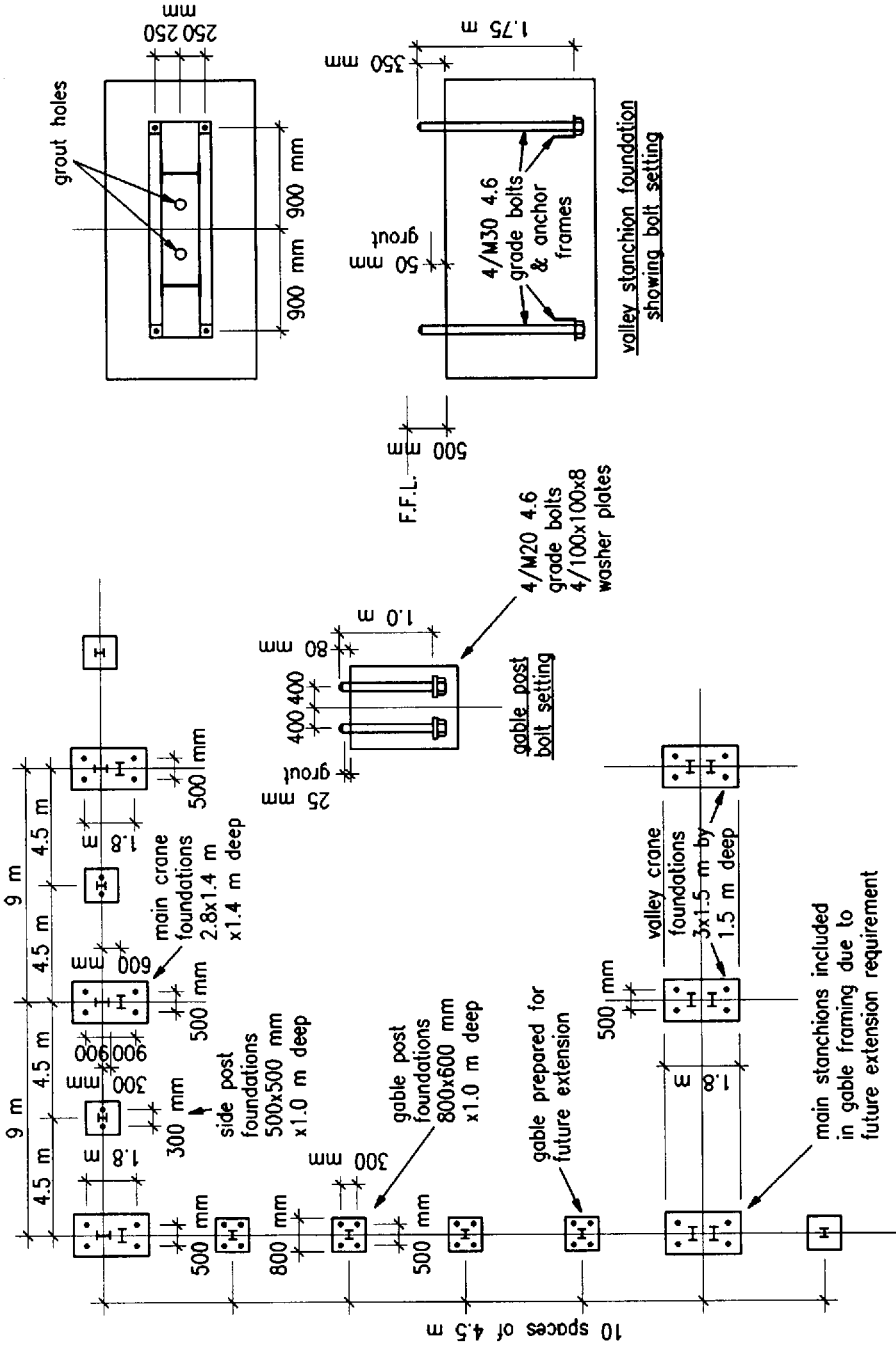 9 m
9 m
4.5 m
4.5 m
4.5 m
4.5 m
1.8 m
300 mm
900
900
300 mm
600 mm
1.8 m
500 mm
500 mm
500 mm
side post
foundations
500x500 mm
x1.0 m deep
main crane
foundations
2.8x1.4 m
x1.4 m deep
800 mm
300 mm
500 mm
gable post
foundations
800x600 mm
x1.0 m deep
gable prepared for
future extension
10 spaces of 4.5 m
1.8 m
500 mm
valley crane
foundations
3x1.5 m by
1.5 m deep
main stanchions included
in gable framing due to
future extension requirement
25 mm
grout
400
400
80 mm
1.0 m
gable post
bolt setting
4/M20 4.6
grade bolts
4/100x100x8
washer plates
grout holes
250
250
mm
900 mm
900 mm
F.F.L.
500 mm
50 mm
grout
350 mm
1.75 m
4/M30 4.6
grade bolts
& anchor
frames
valley stanchion foundation
showing bolt setting